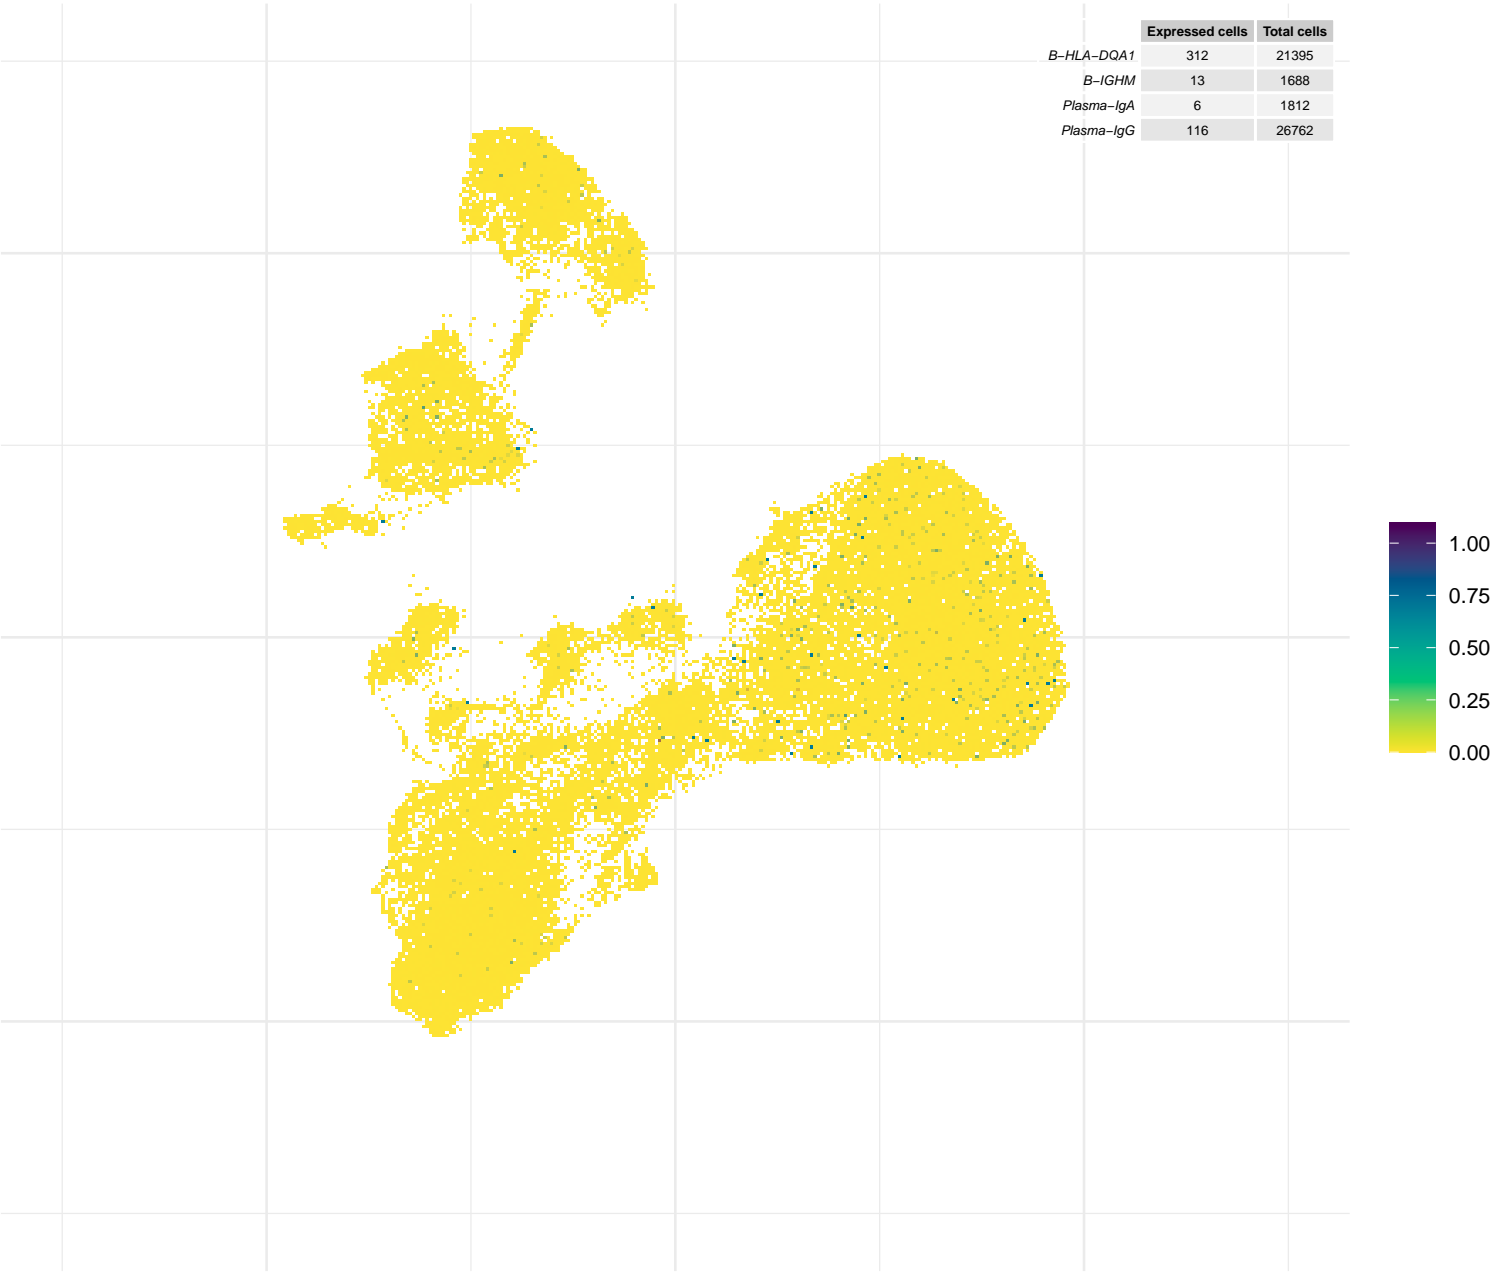 Expressed cells Total cells
B−HLA−DQA1 312 21395
B−IGHM 13 1688
Plasma−IgA 6 1812
Plasma−IgG 116 26762
1.00
0.75
0.50
0.25
0.00